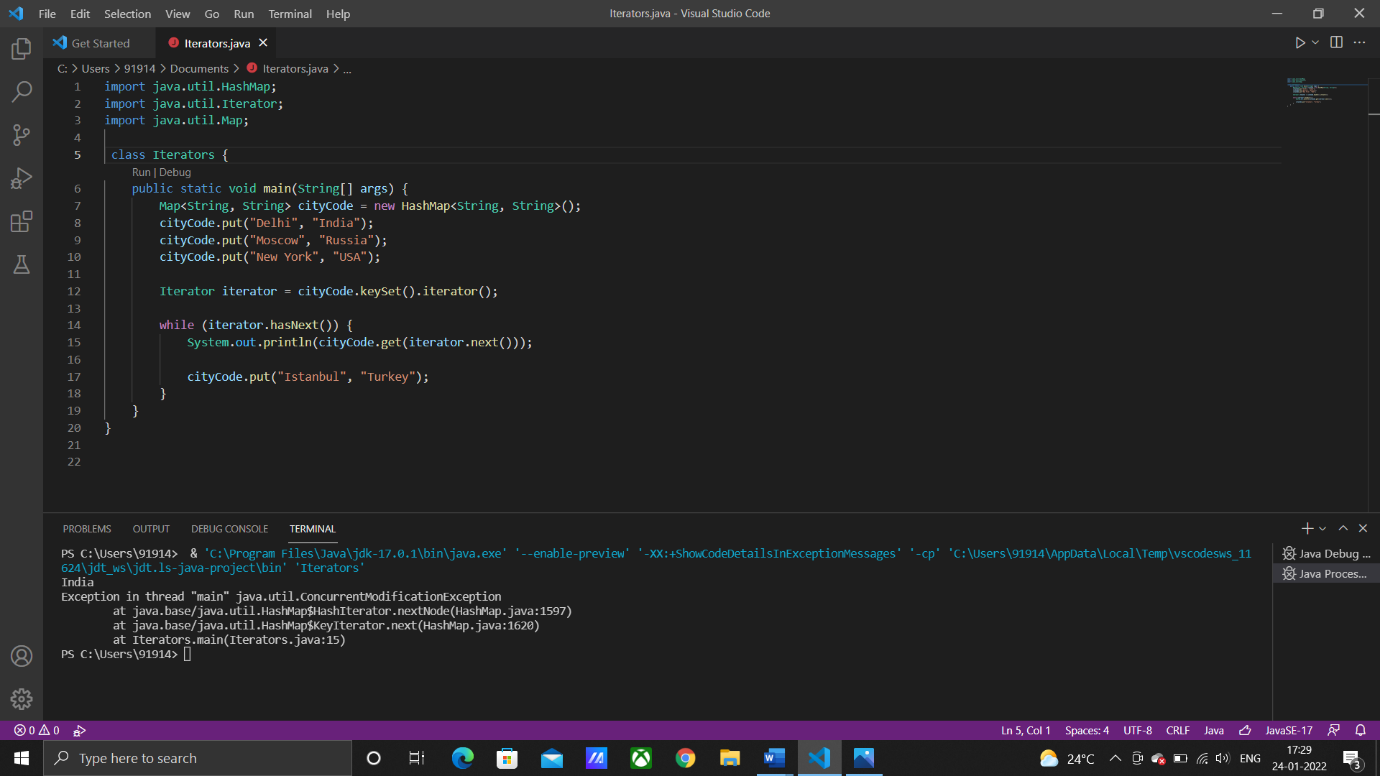 File Edit Selection View Go Run Terminal Help
Iterators.java - Visual Studio Code
Get Started
Iterators.java
C: > Users > 91914 > Documents > Iterators.java > ...
1 import java.util.HashMap;
2 import java.util.Iterator;
3 import java.util.Map;
4
5 class Iterators {
Run | Debug
6 public static void main(String[] args) {
7 Map<String, String> cityCode = new HashMap<String, String>();
8 cityCode.put("Delhi", "India");
9 cityCode.put("Moscow", "Russia");
10 cityCode.put("New York", "USA");
11
12 Iterator iterator = cityCode.keySet().iterator();
13
14 while (iterator.hasNext()) {
15 System.out.println(cityCode.get(iterator.next()));
16
17 cityCode.put("Istanbul", "Turkey");
18 }
19 }
20 }
21
22
PROBLEMS OUTPUT DEBUG CONSOLE TERMINAL
PS C:\Users\91914> & 'C:\Program Files\Java\jdk-17.0.1\bin\java.exe' '--enable-preview' '-XX:+ShowCodeDetailsInExceptionMessages' '-cp' 'C:\Users\91914\AppData\Local\Temp\vscodesws_11
624\jdt_ws\jdt.ls-java-project\bin' 'Iterators'
India
Exception in thread "main" java.util.ConcurrentModificationException
at java.base/java.util.HashMap$HashIterator.nextNode(HashMap.java:1597)
at java.base/java.util.HashMap$KeyIterator.next(HashMap.java:1620)
at Iterators.main(Iterators.java:15)
PS C:\Users\91914>
Java Debug ...
Java Proces...
0 0
Ln 5, Col 1 Spaces: 4 UTF-8 CRLF Java JavaSE-17
Type here to search
24°C ENG
17:29
24-01-2022
3